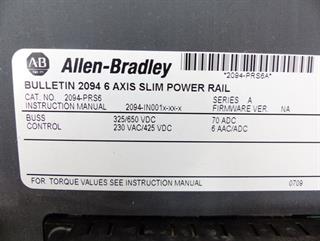 AB
Allen-Bradley
*2094-PRS6A*
BULLETIN 2094 6 AXIS SLIM POWER RAIL
CAT. NO. 2094-PRS6 SERIES A
INSTRUCTION MANUAL 2094-IN001x-xx-x FIRMWARE VER. NA
BUSS 325/650 VDC 70 ADC
CONTROL 230 VAC/425 VDC 6 AAC/ADC
FOR TORQUE VALUES SEE INSTRUCTION MANUAL 0709